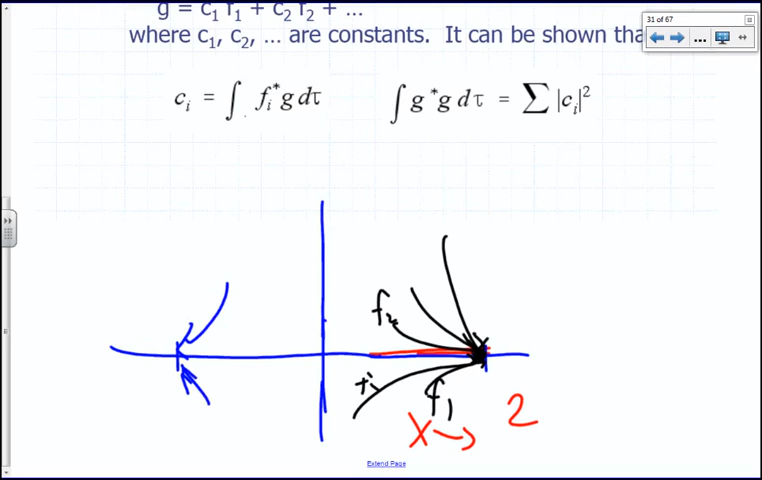 g = c₁ f₁ + c₂ f₂ + ...
where c₁, c₂, ... are constants. It can be shown tha
31 of 67
...
cᵢ = ∫ fᵢ*g dτ
∫ g*g dτ = ∑ |cᵢ|²
f₂
f₁
x → 2
Extend Page